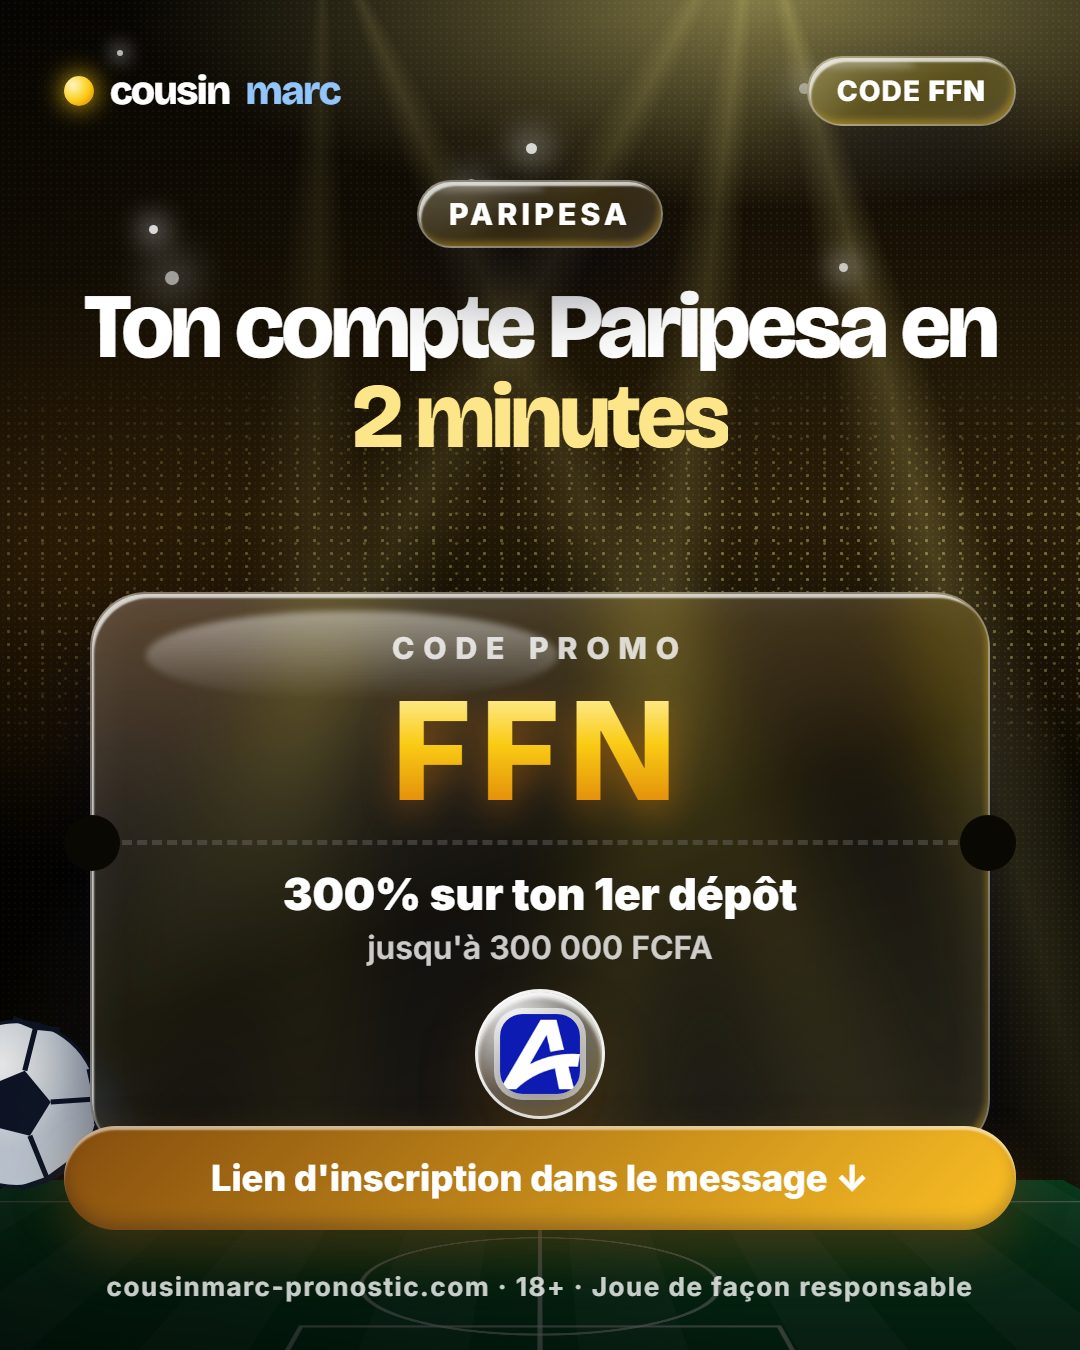 cousin marc
CODE FFN
PARIPESA
Ton compte Paripesa en
2 minutes
CODE PROMO
FFN
300% sur ton 1er dépôt
jusqu'à 300 000 FCFA
Lien d'inscription dans le message ↓
cousinmarc-pronostic.com · 18+ · Joue de façon responsable